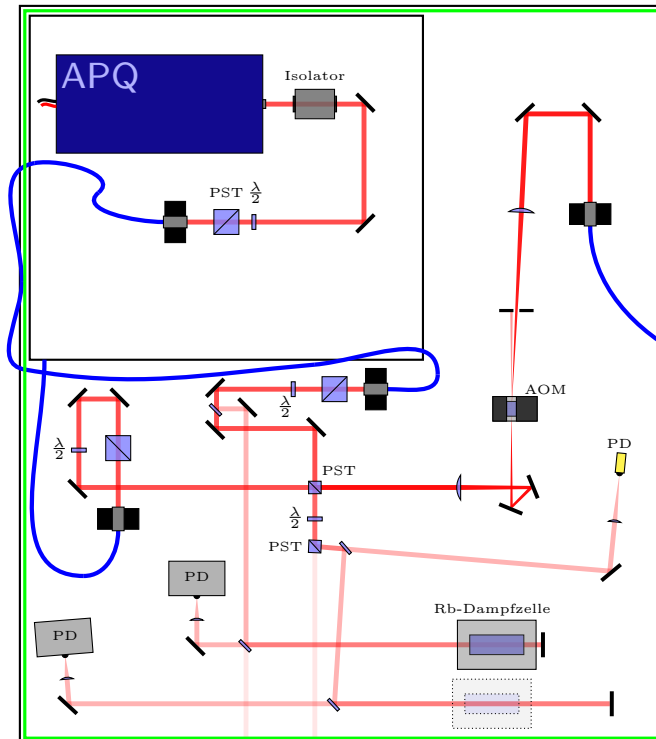 APQ
Isolator
PST λ/2
AOM
λ/2
λ/2
PD
PST
λ/2
PST
PD
Rb-Dampfzelle
PD